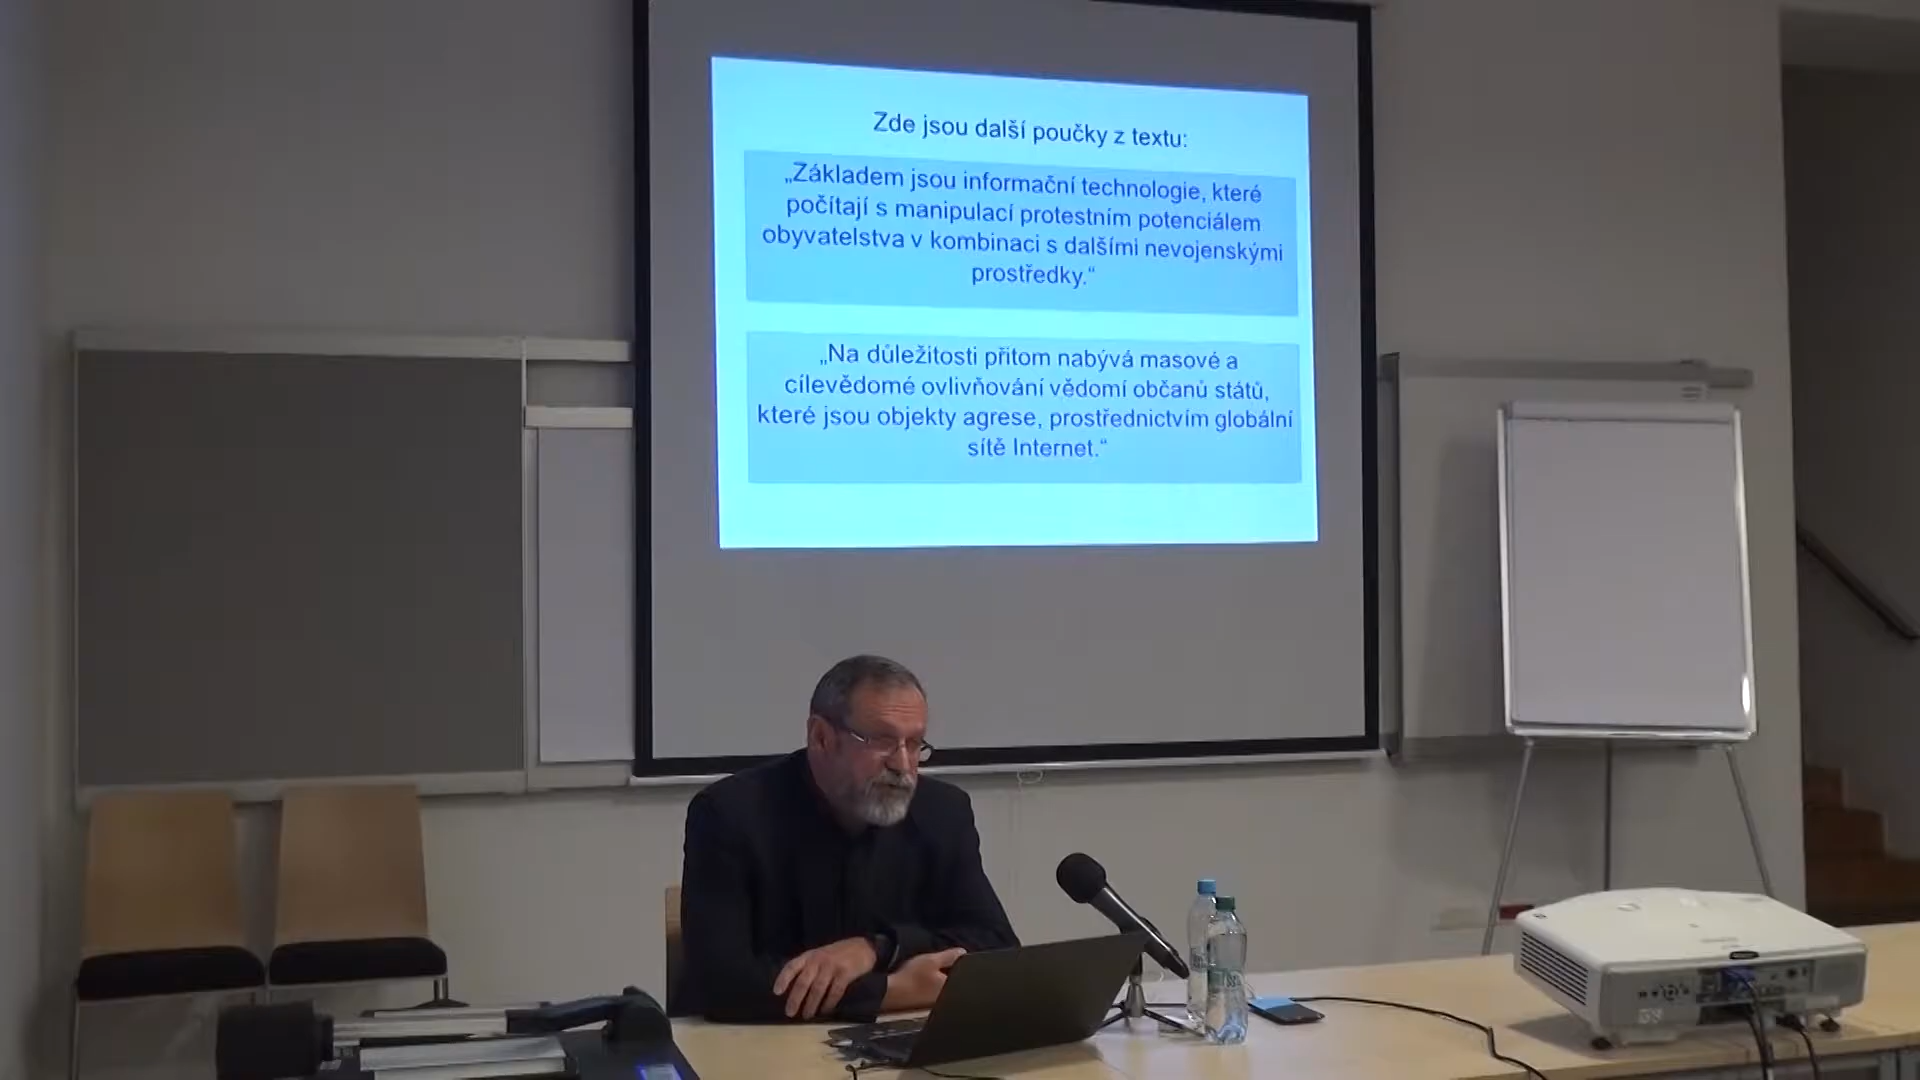 Zde jsou další poučky z textu:
„Základem jsou informační technologie, které
počítají s manipulací protestním potenciálem
obyvatelstva v kombinaci s dalšími nevojenskými
prostředky.“
„Na důležitosti přitom nabývá masové a
cílevědomé ovlivňování vědomí občanů států,
které jsou objekty agrese, prostřednictvím globální
sítě Internet.“